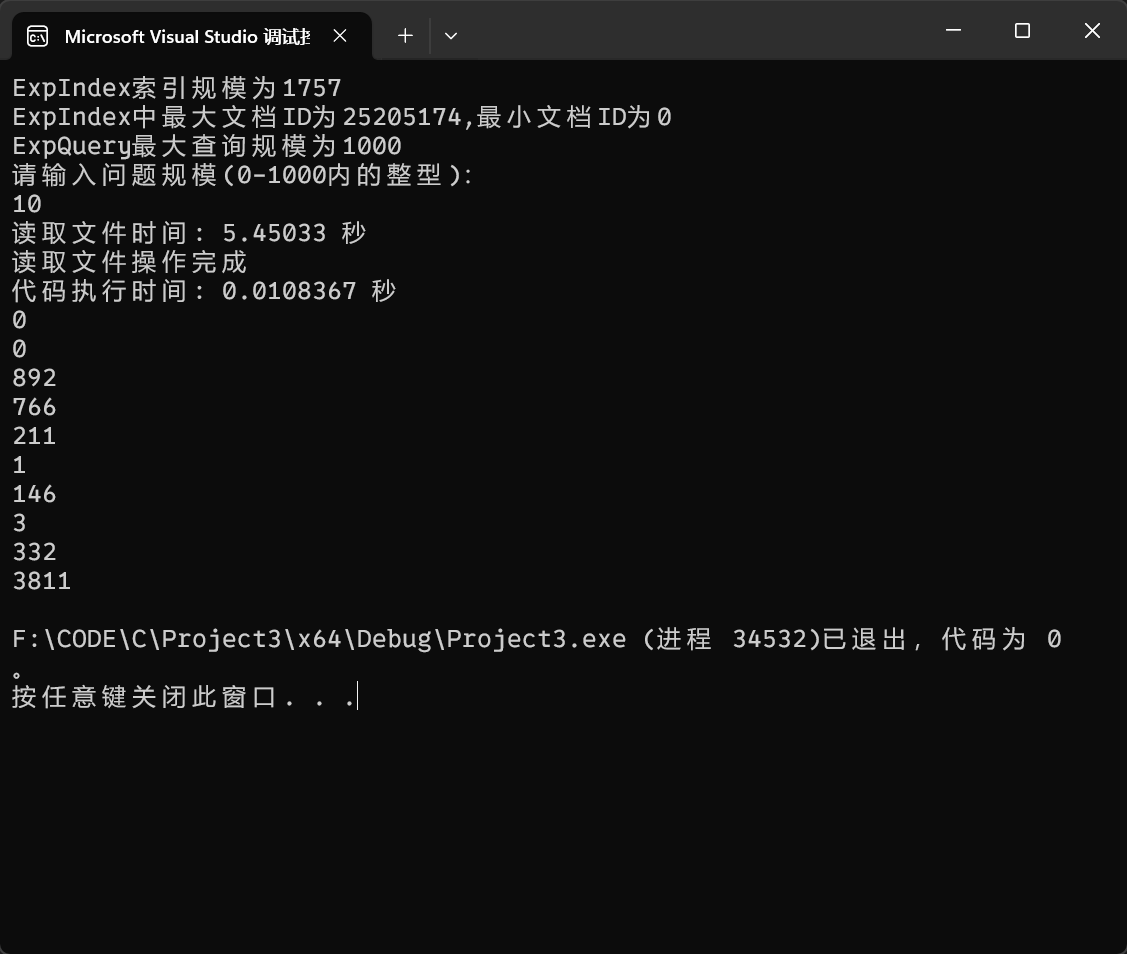 Microsoft Visual Studio 调试
ExpIndex索引规模为1757
ExpIndex中最大文档ID为25205174,最小文档ID为0
ExpQuery最大查询规模为1000
请输入问题规模(0-1000内的整型):
10
读取文件时间: 5.45033 秒
读取文件操作完成
代码执行时间: 0.0108367 秒
0
0
892
766
211
1
146
3
332
3811
F:\CODE\C\Project3\x64\Debug\Project3.exe (进程 34532)已退出, 代码为 0
。
按任意键关闭此窗口. . .